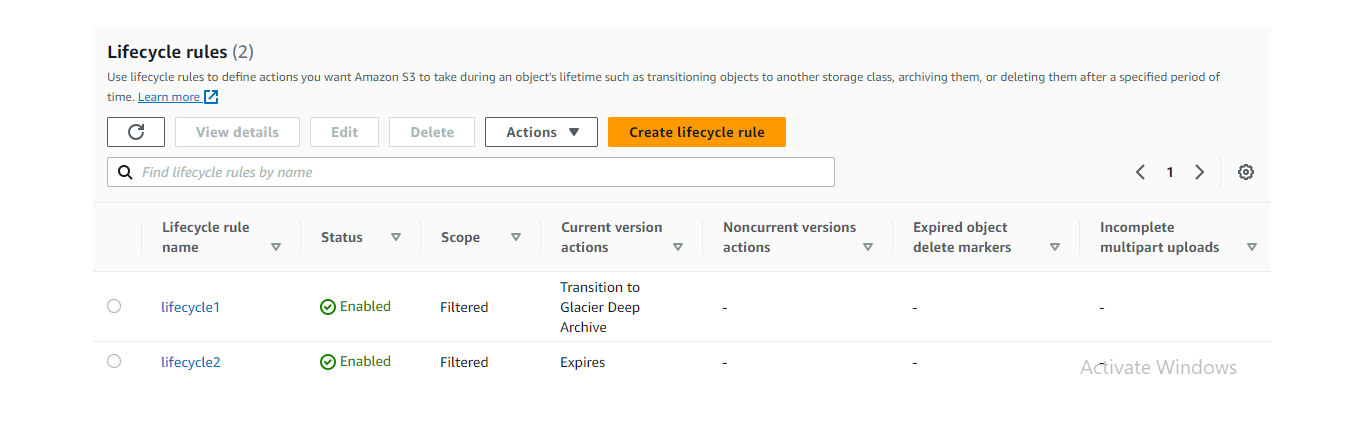 Lifecycle rules (2)
Use lifecycle rules to define actions you want Amazon S3 to take during an object's lifetime such as transitioning objects to another storage class, archiving them, or deleting them after a specified period of
time. Learn more
View details Edit Delete Actions Create lifecycle rule
Find lifecycle rules by name 1
Lifecycle rule name Status Scope Current version actions Noncurrent versions actions Expired object delete markers Incomplete multipart uploads
lifecycle1 Enabled Filtered Transition to Glacier Deep Archive - - -
lifecycle2 Enabled Filtered Expires - - -
Activate Windows